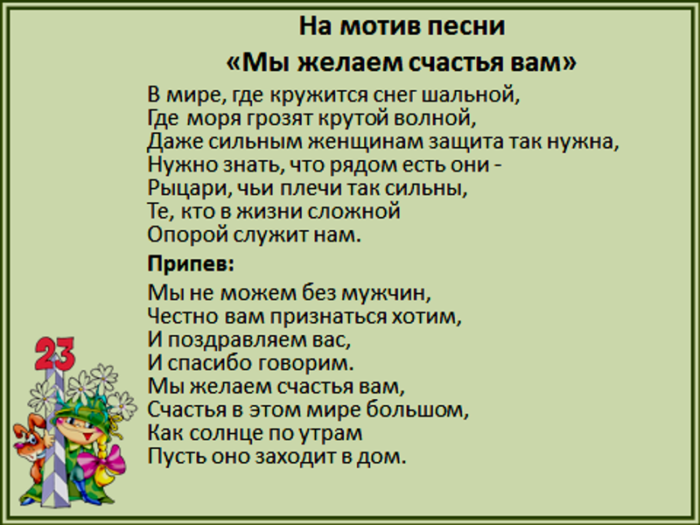 На мотив песни
«Мы желаем счастья вам»
В мире, где кружится снег шальной,
Где моря грозят крутой волной,
Даже сильным женщинам защита так нужна,
Нужно знать, что рядом есть они -
Рыцари, чьи плечи так сильны,
Те, кто в жизни сложной
Опорой служит нам.
Припев:
Мы не можем без мужчин,
Честно вам признаться хотим,
И поздравляем вас,
И спасибо говорим.
Мы желаем счастья вам,
Счастья в этом мире большом,
Как солнце по утрам
Пусть оно заходит в дом.
23